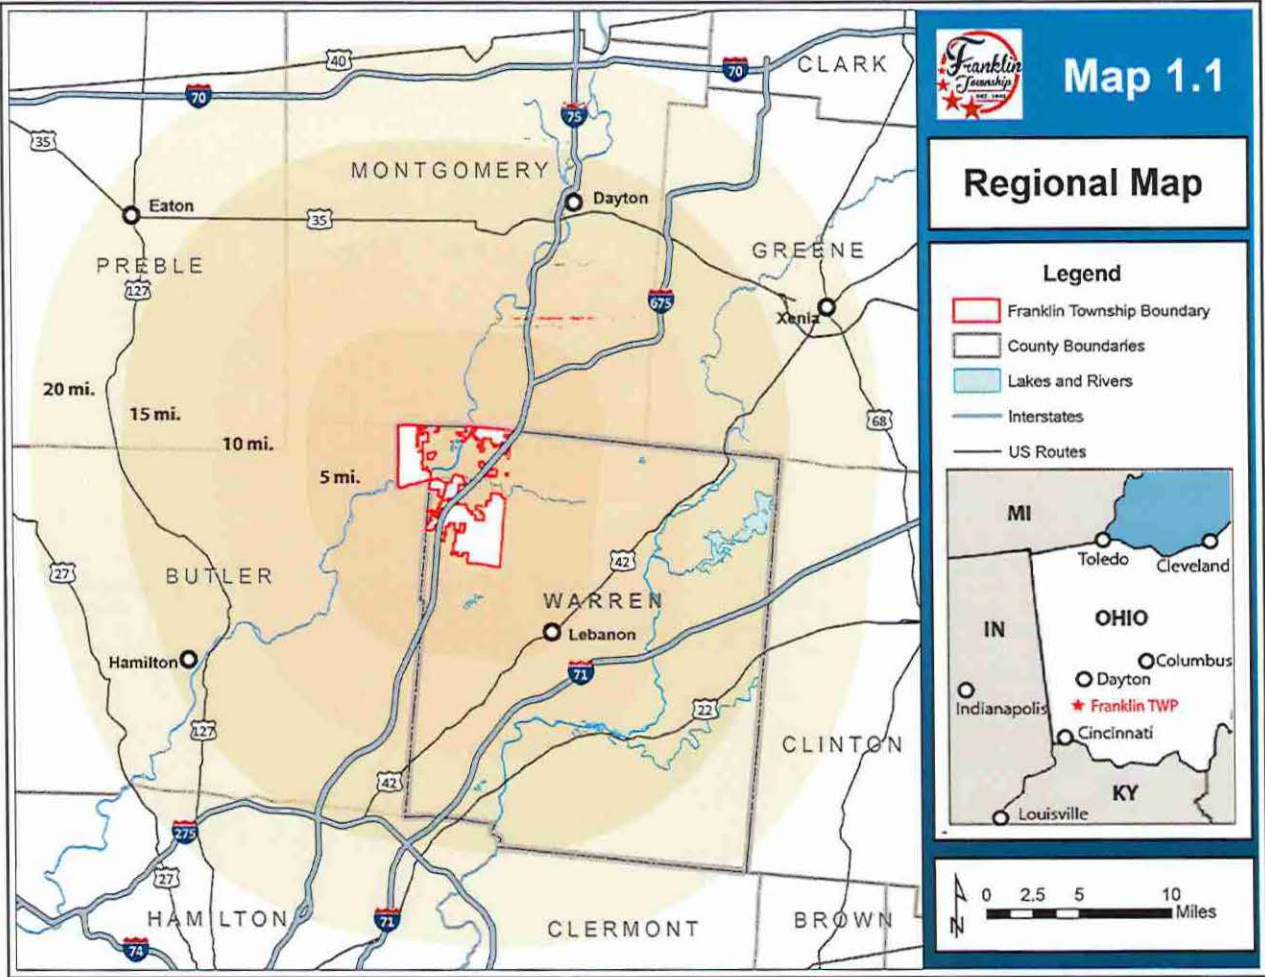 40
70
70
CLARK
75
35
MONTGOMERY
Eaton
Dayton
35
GREENE
PREBLE
127
675
Xenia
20 mi.
15 mi.
68
10 mi.
5 mi.
27
BUTLER
42
WARREN
Lebanon
Hamilton
71
22
127
CLINTON
42
275
27
HAMILTON
71
CLERMONT
BROWN
74
Franklin
Township
Map 1.1
Regional Map
Legend
Franklin Township Boundary
County Boundaries
Lakes and Rivers
Interstates
US Routes
MI
Toledo
Cleveland
OHIO
IN
Columbus
Dayton
Indianapolis
Franklin TWP
Cincinnati
KY
Louisville
N
0 2.5 5 10
Miles